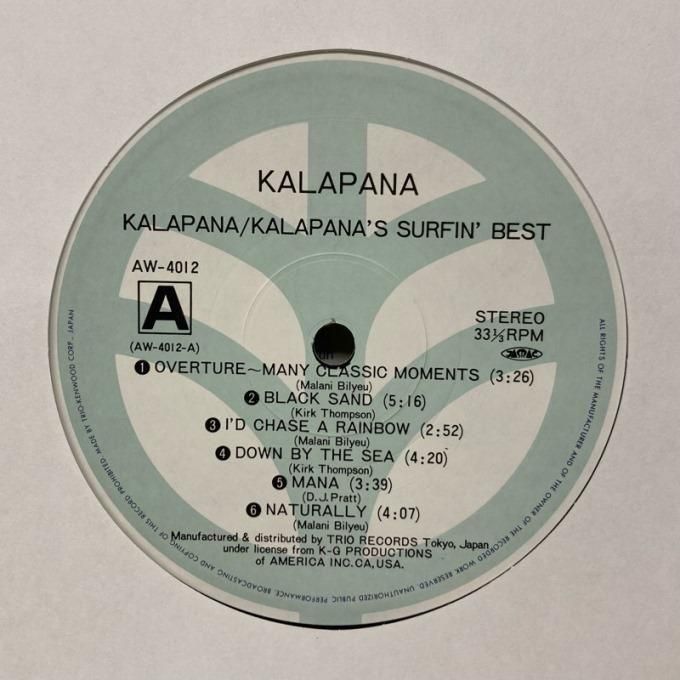 KALAPANA
KALAPANA/KALAPANA'S SURFIN' BEST
AW-4012
A
(AW-4012-A)
STEREO
33⅓RPM
❶ OVERTURE~MANY CLASSIC MOMENTS (3:26)
(Malani Bilyeu)
❷ BLACK SAND (5:16)
(Kirk Thompson)
❸ I'D CHASE A RAINBOW (2:52)
(Malani Bilyeu)
❹ DOWN BY THE SEA (4:20)
(Kirk Thompson)
❺ MANA (3:39)
(D.J.Pratt)
❻ NATURALLY (4:07)
(Malani Bilyeu)
Manufactured & distributed by TRIO RECORDS Tokyo, Japan
under license from K-G PRODUCTIONS
of AMERICA INC.CA,USA.
ALL RIGHTS OF THE MANUFACTURER AND OF THE OWNER OF THE RECORDED WORK RESERVED. UNAUTHORIZED PUBLIC PERFORMANCE, BROADCASTING AND COPYING OF THIS RECORD PROHIBITED. MADE BY TRIO-KENWOOD CORP., JAPAN